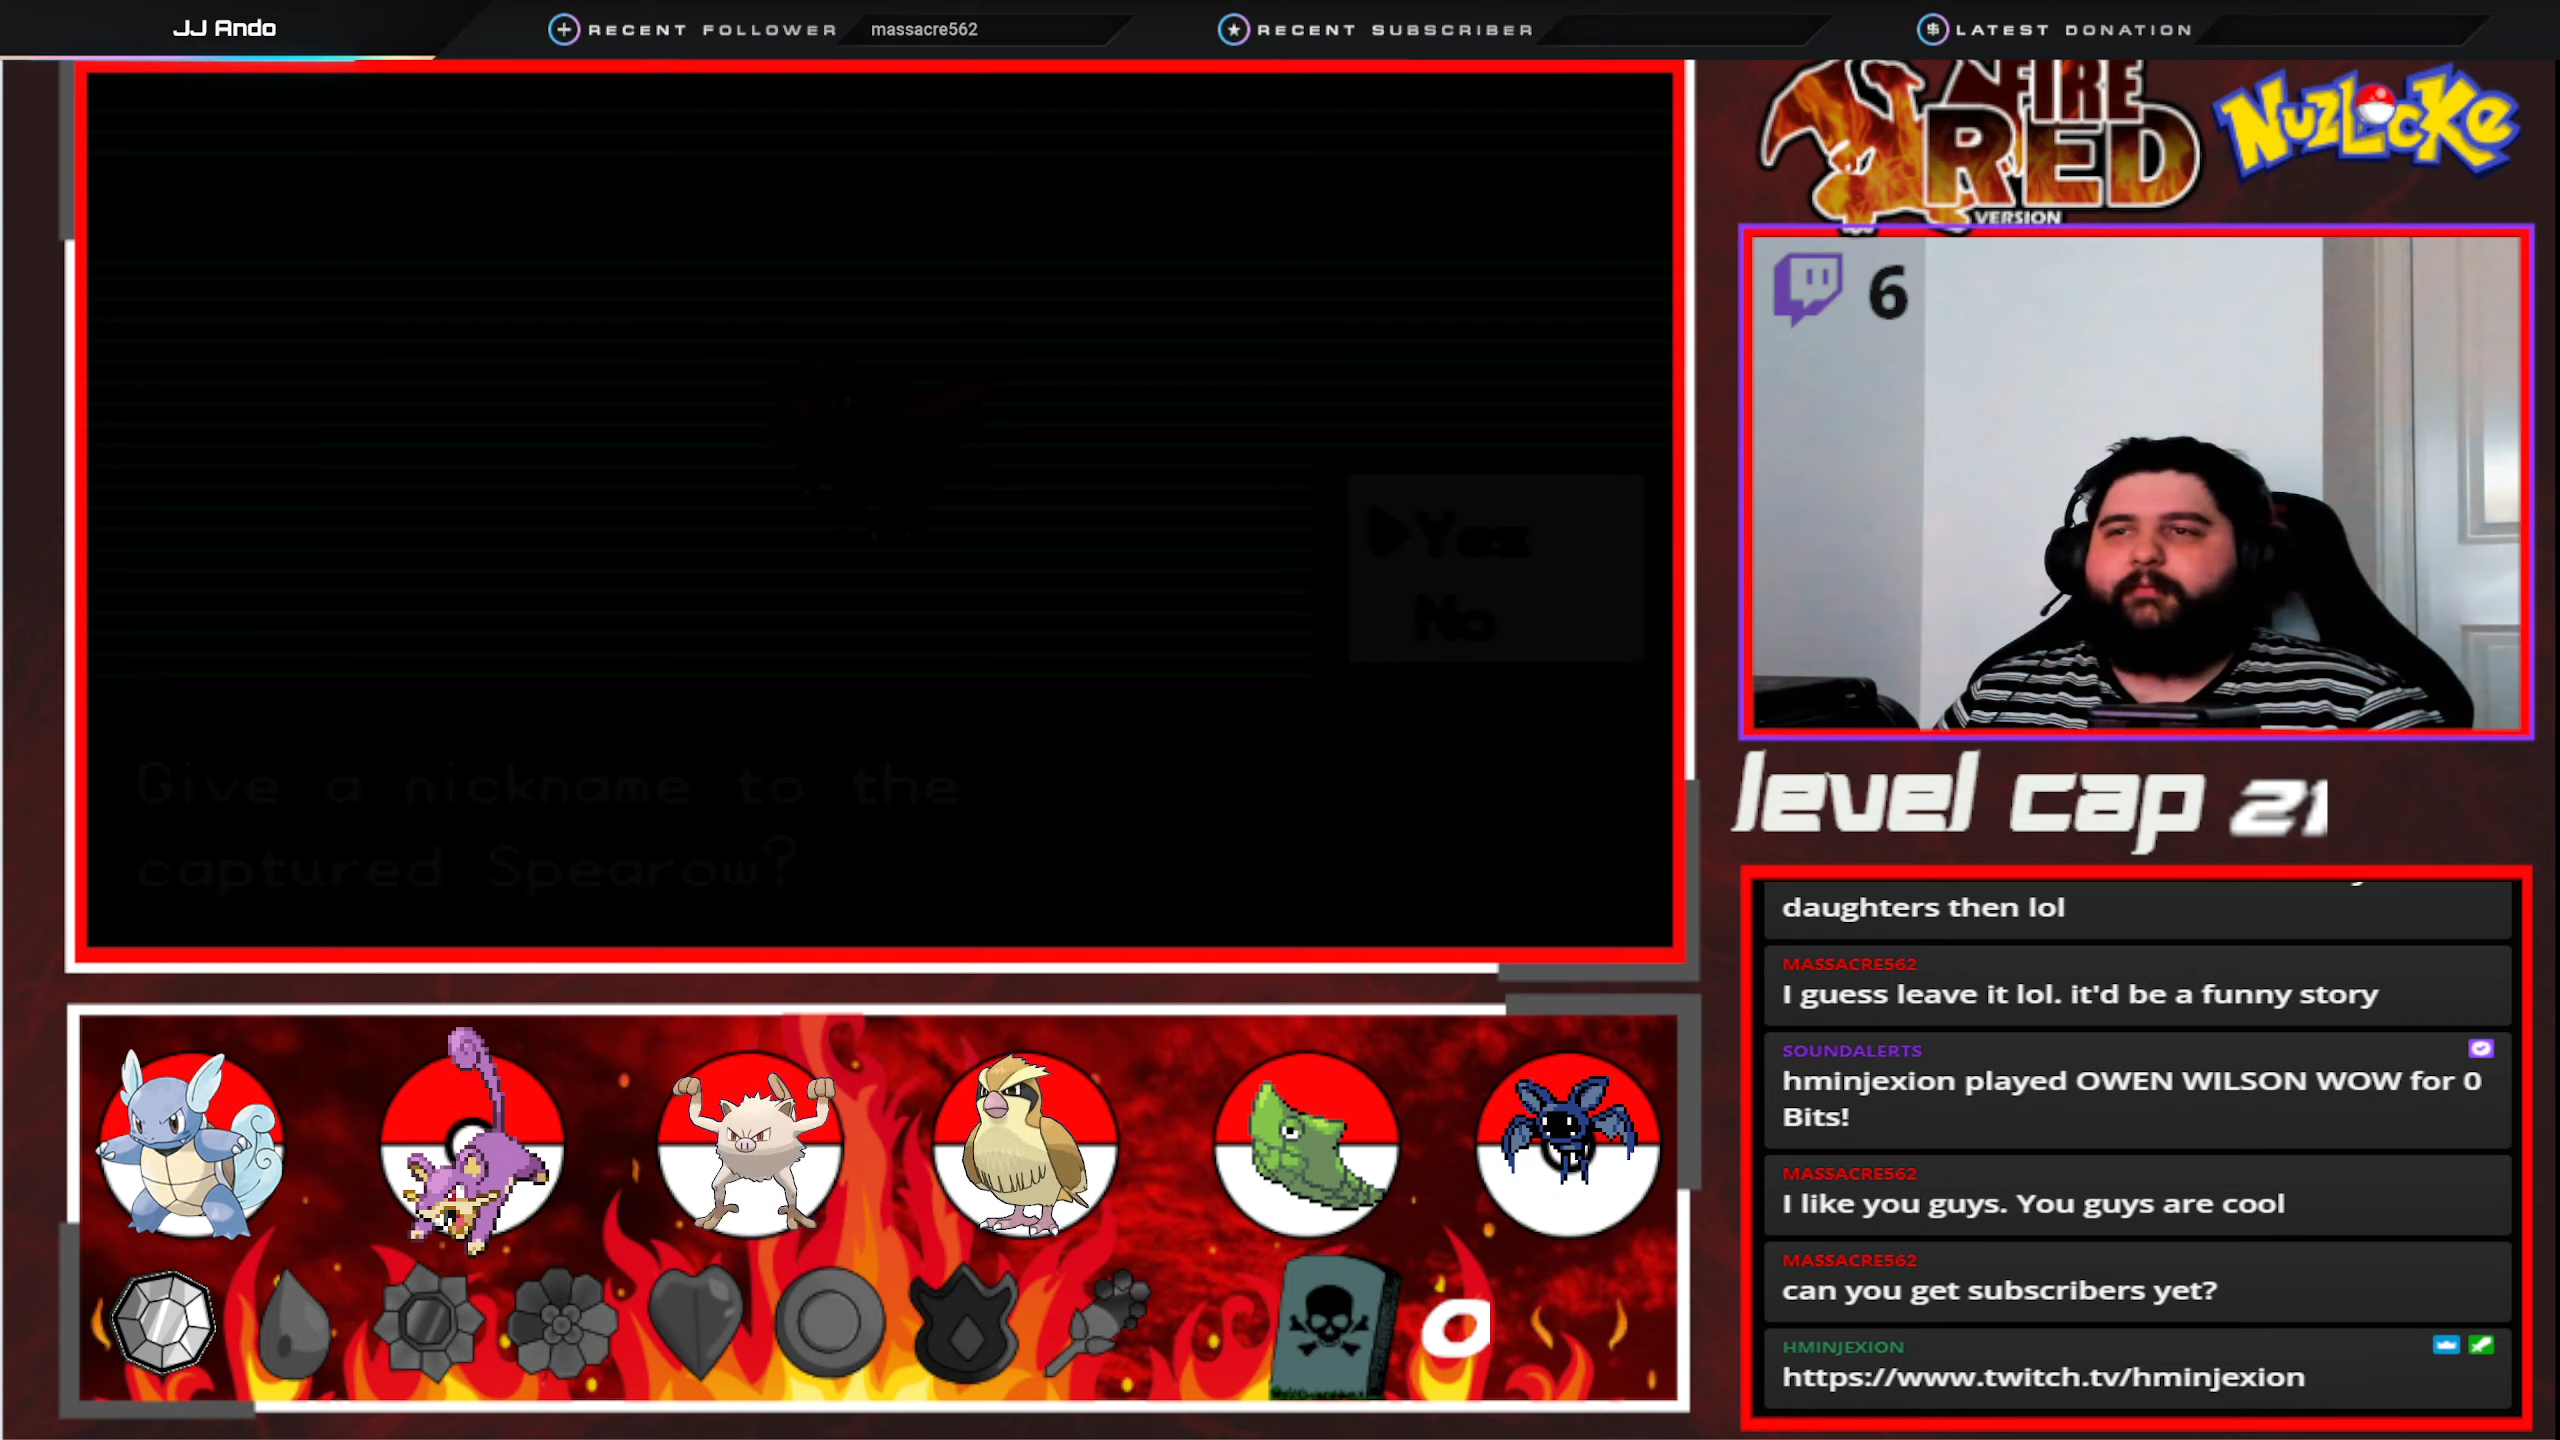 JJ Ando
RECENT FOLLOWER
massacre562
RECENT SUBSCRIBER
LATEST DONATION
FIRE
RED
VERSION
NUZLOCKE
6
Yes
No
Give a nickname to the
captured Spearow?
level cap 21
daughters then lol
MASSACRE562
I guess leave it lol. it'd be a funny story
SOUNDALERTS
hminjexion played OWEN WILSON WOW for 0
Bits!
MASSACRE562
I like you guys. You guys are cool
MASSACRE562
can you get subscribers yet?
HMINJEXION
https://www.twitch.tv/hminjexion
0